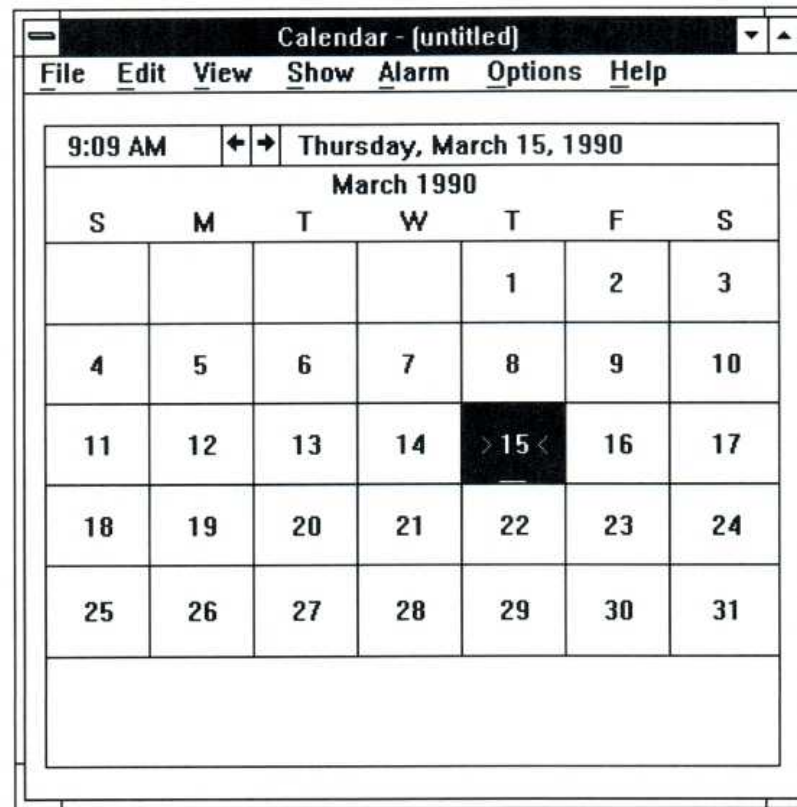 Calendar - (untitled)
File Edit View Show Alarm Options Help
9:09 AM Thursday, March 15, 1990
March 1990
S M T W T F S
1 2 3
4 5 6 7 8 9 10
11 12 13 14 > 15 < 16 17
18 19 20 21 22 23 24
25 26 27 28 29 30 31